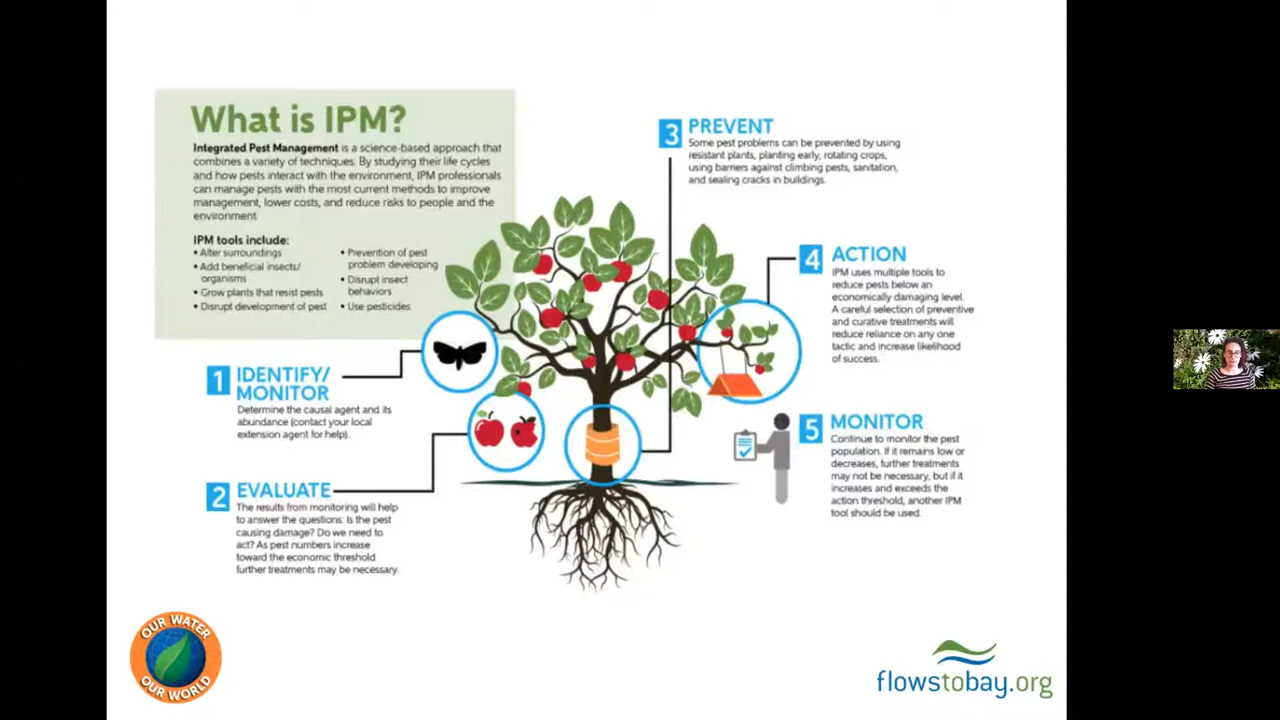 What is IPM?
Integrated Pest Management is a science-based approach that
combines a variety of techniques. By studying their life cycles
and how pests interact with the environment, IPM professionals
can manage pests with the most current methods to improve
management, lower costs, and reduce risks to people and the
environment.
IPM tools include:
• Alter surroundings
• Add beneficial insects/
organisms
• Grow plants that resist pests
• Disrupt development of pest
• Prevention of pest
problem developing
• Disrupt insect
behaviors
• Use pesticides
1 IDENTIFY/
MONITOR
Determine the causal agent and its
abundance (contact your local
extension agent for help).
2 EVALUATE
The results from monitoring will help
to answer the questions: Is the pest
causing damage? Do we need to
act? As pest numbers increase
toward the economic threshold
further treatments may be necessary.
3 PREVENT
Some pest problems can be prevented by using
resistant plants, planting early, rotating crops,
using barriers against climbing pests, sanitation,
and sealing cracks in buildings.
4 ACTION
IPM uses multiple tools to
reduce pests below an
economically damaging level.
A careful selection of preventive
and curative treatments will
reduce reliance on any one
tactic and increase likelihood
of success.
5 MONITOR
Continue to monitor the pest
population. If it remains low or
decreases, further treatments
may not be necessary, but if it
increases and exceeds the
action threshold, another IPM
tool should be used.
OUR WATER
OUR WORLD
flowstobay.org